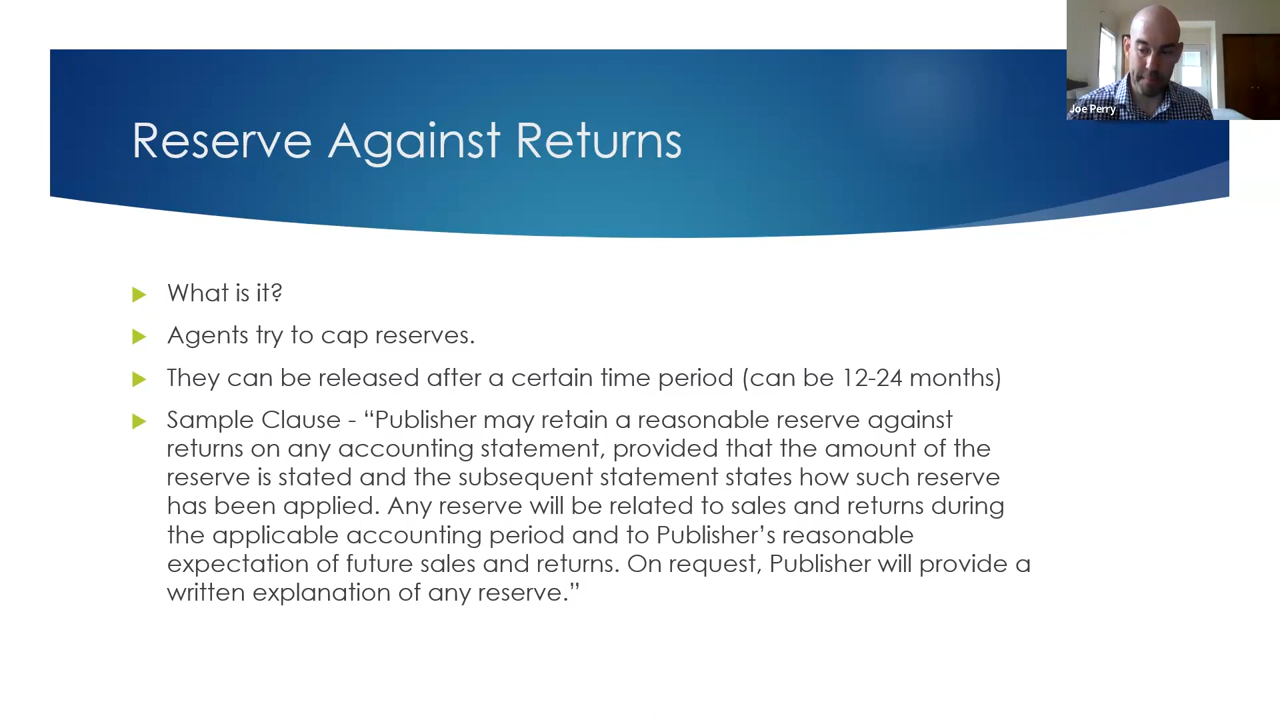 Joe Perry
Reserve Against Returns
What is it?
Agents try to cap reserves.
They can be released after a certain time period (can be 12-24 months)
Sample Clause - “Publisher may retain a reasonable reserve against
returns on any accounting statement, provided that the amount of the
reserve is stated and the subsequent statement states how such reserve
has been applied. Any reserve will be related to sales and returns during
the applicable accounting period and to Publisher’s reasonable
expectation of future sales and returns. On request, Publisher will provide a
written explanation of any reserve.”